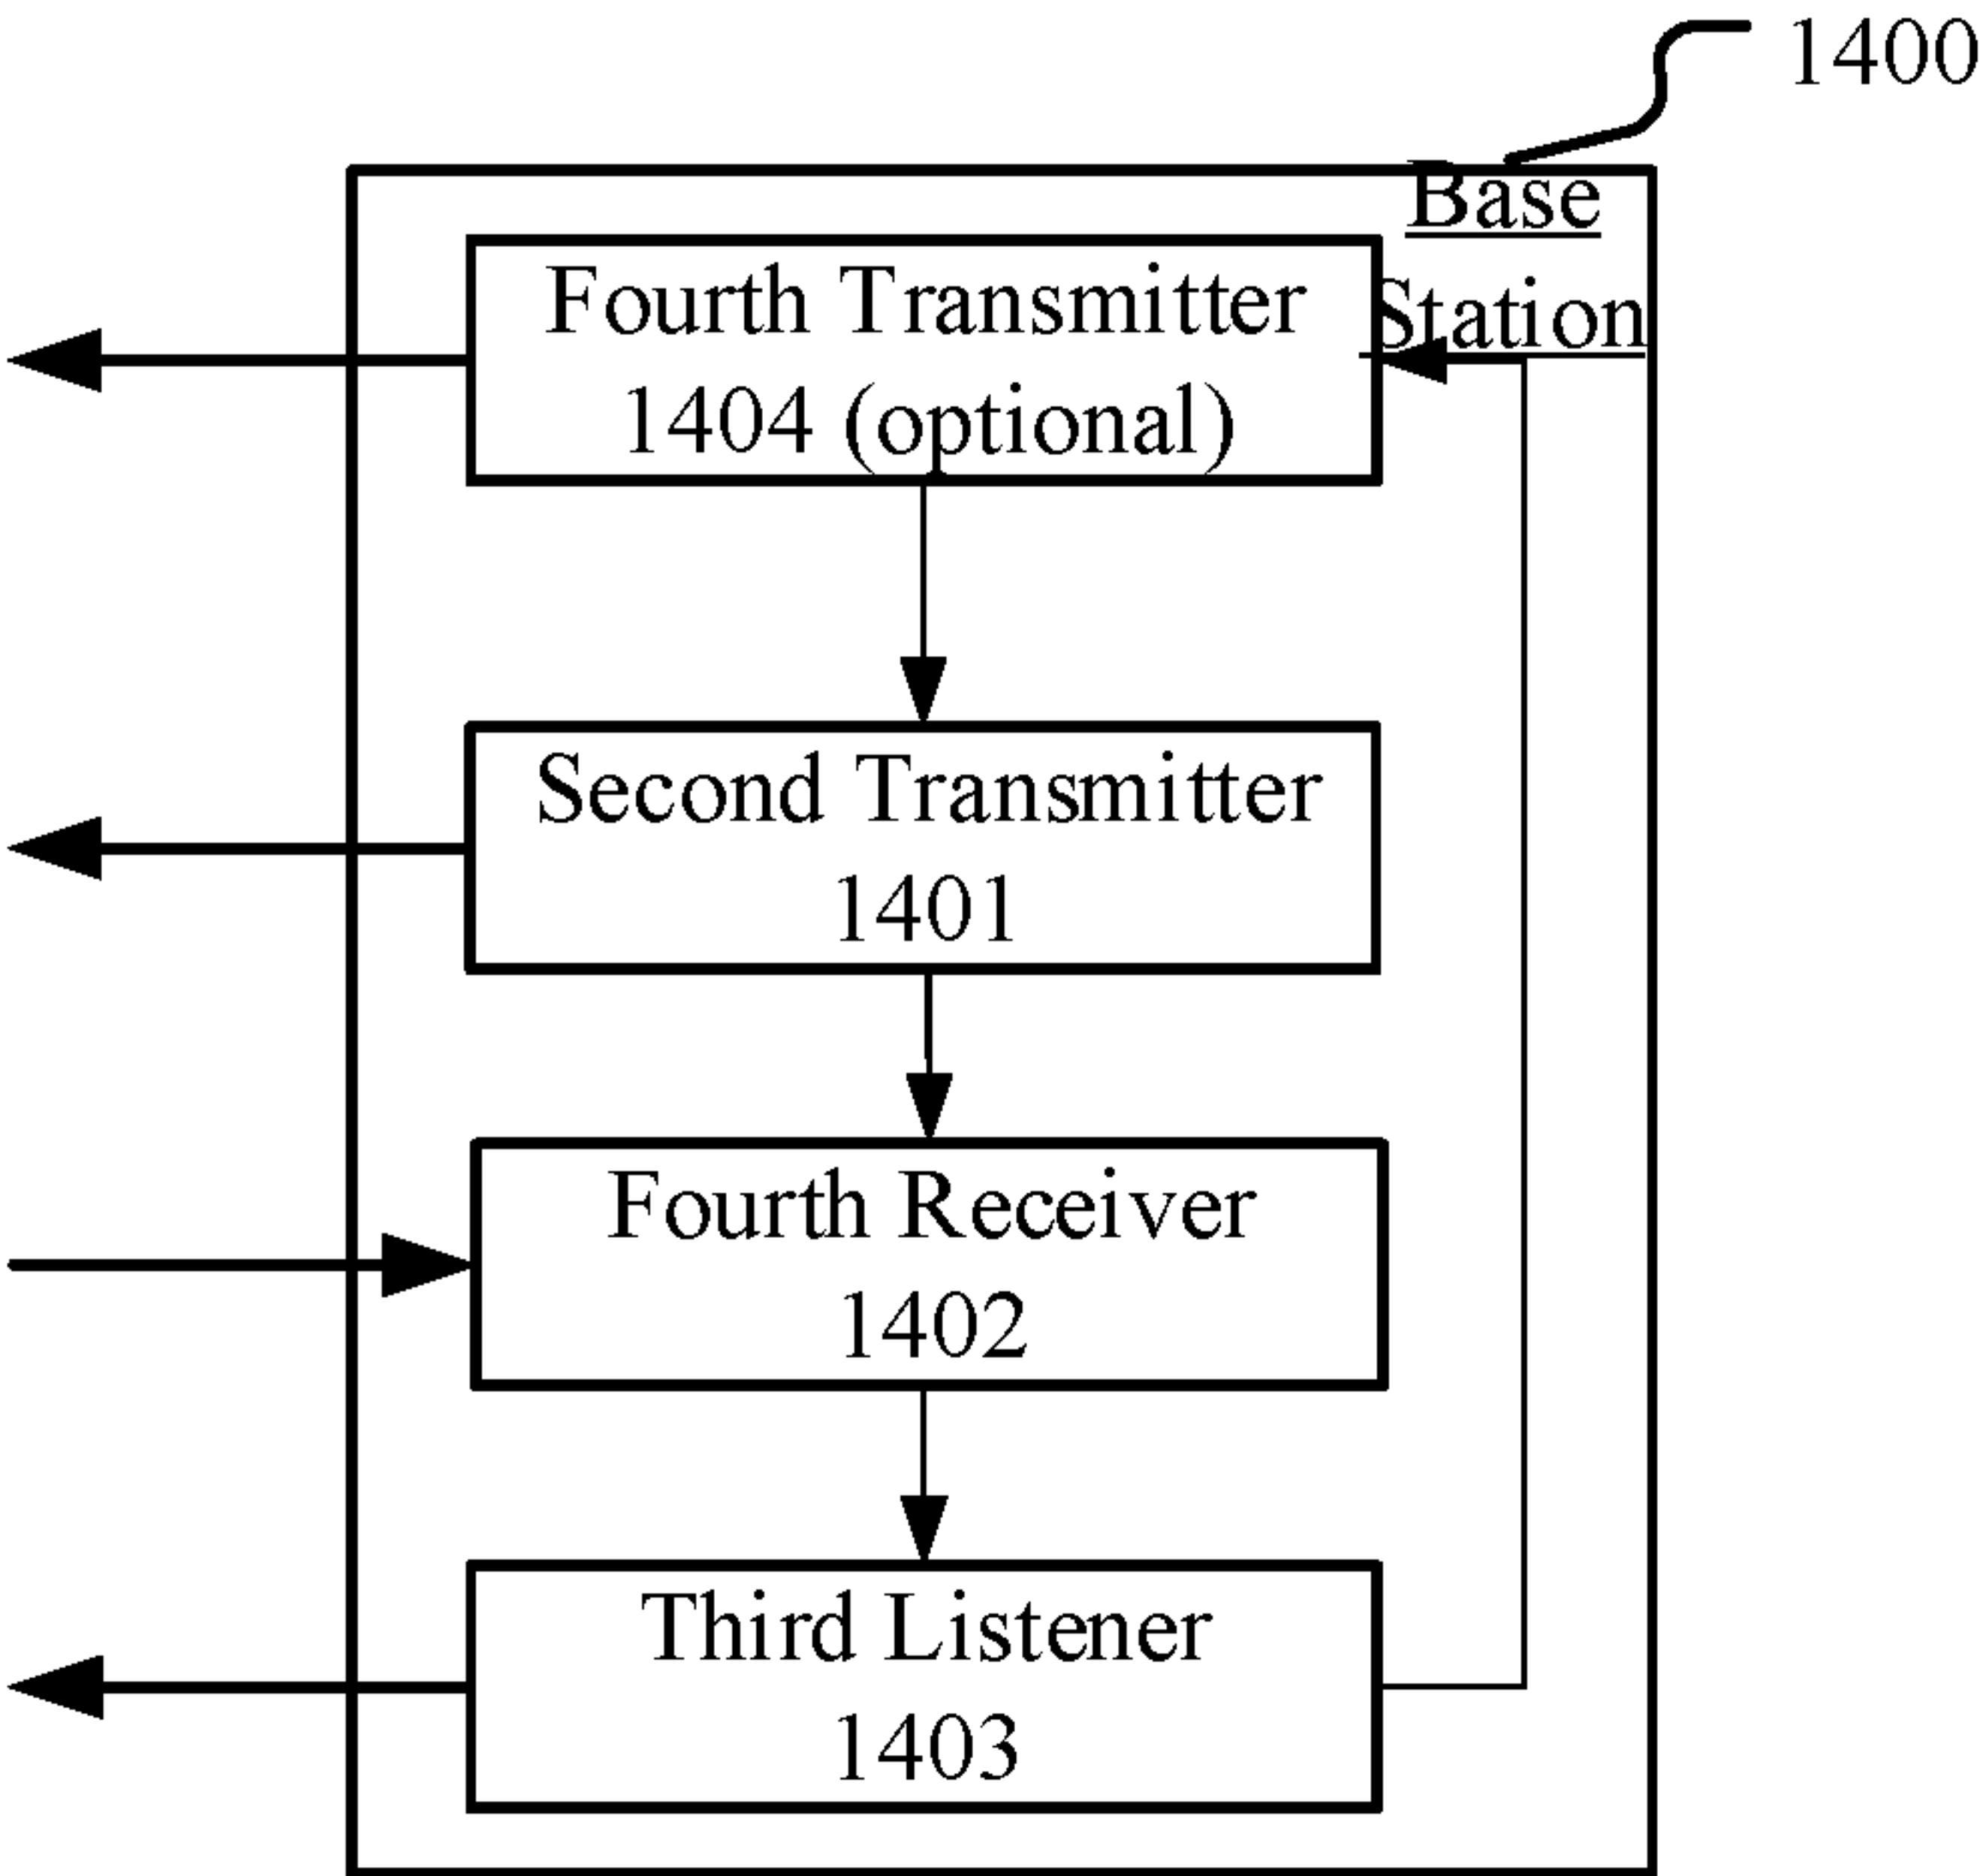 1400
Base
Station
Fourth Transmitter
1404 (optional)
Second Transmitter
1401
Fourth Receiver
1402
Third Listener
1403